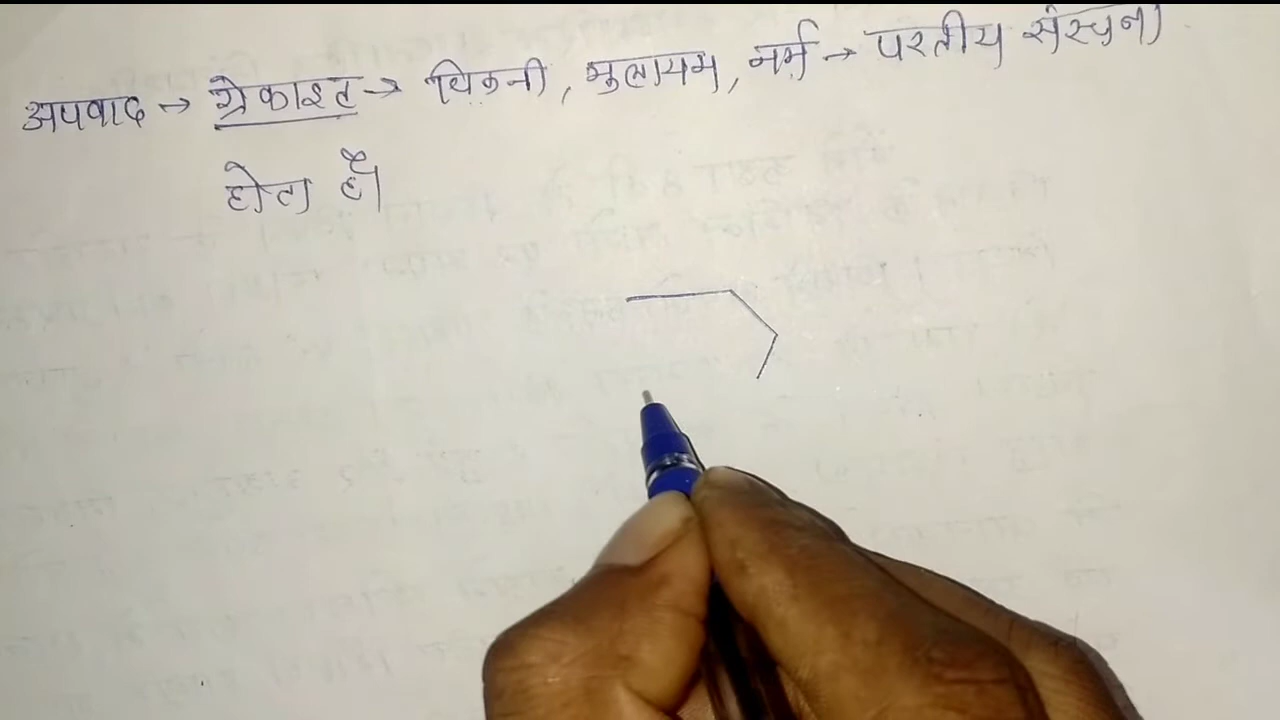 अपवाद → ग्रेफाइट → चिकनी, मुलायम, नर्म → परतीय संरचना
होता है।